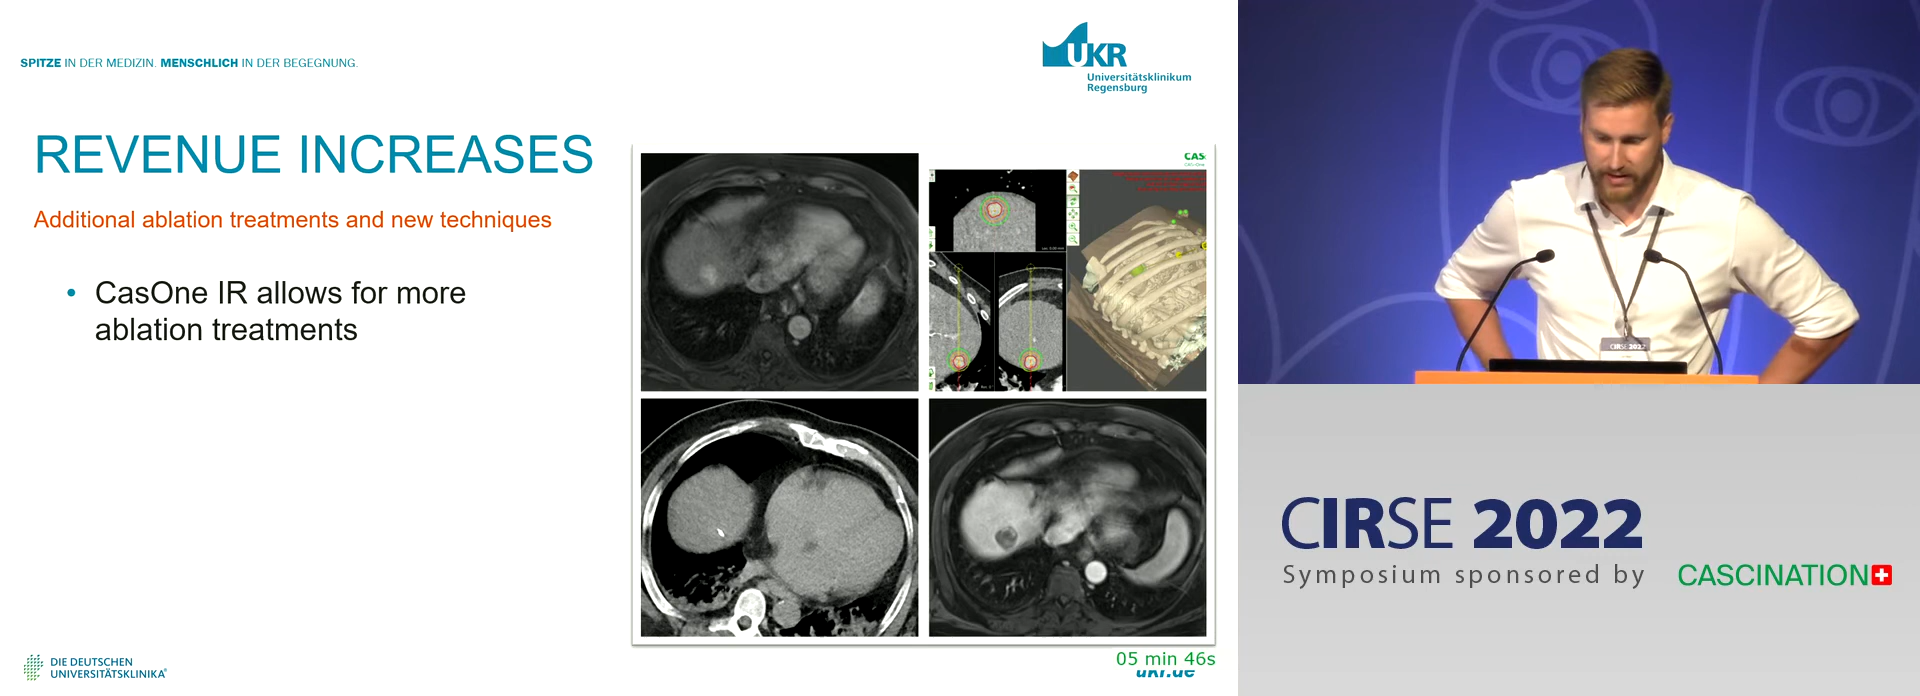 SPITZE IN DER MEDIZIN. MENSCHLICH IN DER BEGEGNUNG.
UKR
Universitätsklinikum
Regensburg
REVENUE INCREASES
Additional ablation treatments and new techniques
• CasOne IR allows for more
ablation treatments
CAS
DIE DEUTSCHEN
UNIVERSITÄTSKLINIKA®
05 min 46s
ukr.de
CIRSE 2022
CIRSE 2022
Symposium sponsored by
CASCINATION